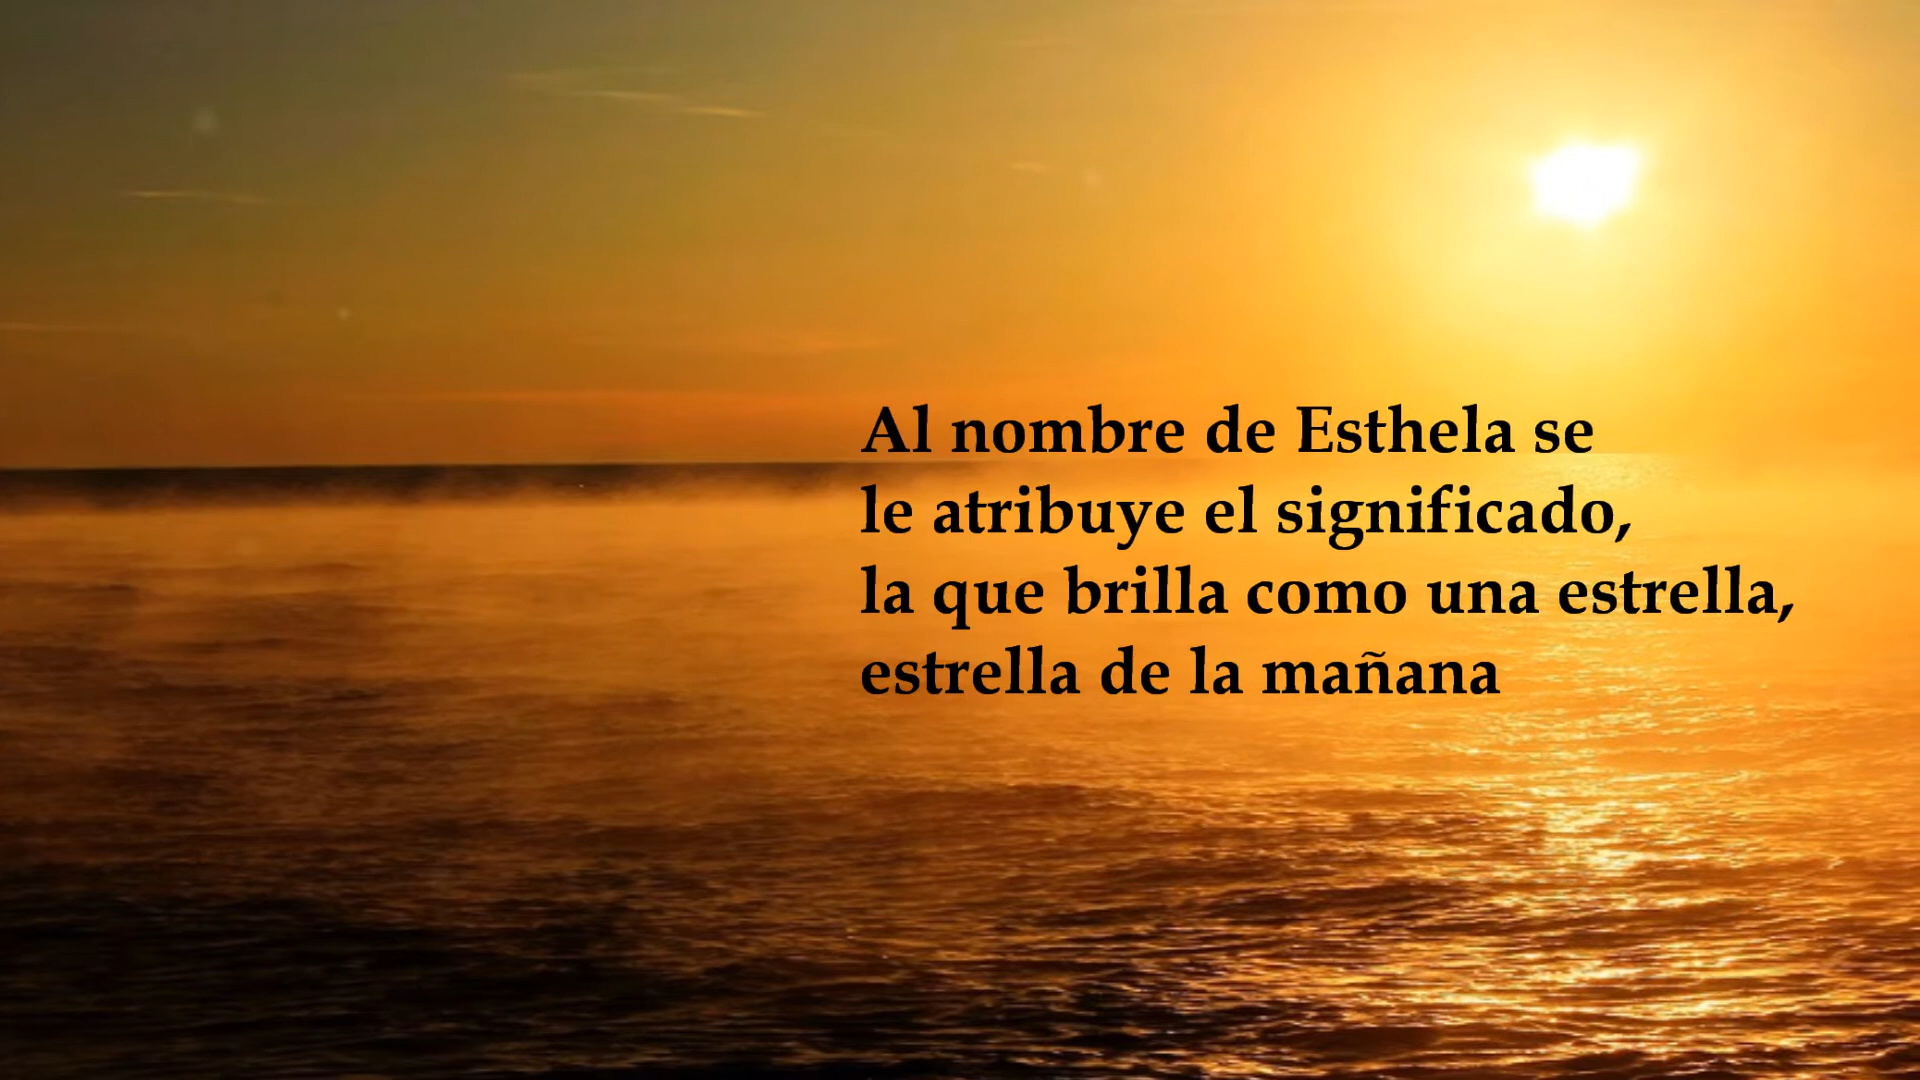 Al nombre de Esthela se
le atribuye el significado,
la que brilla como una estrella,
estrella de la mañana